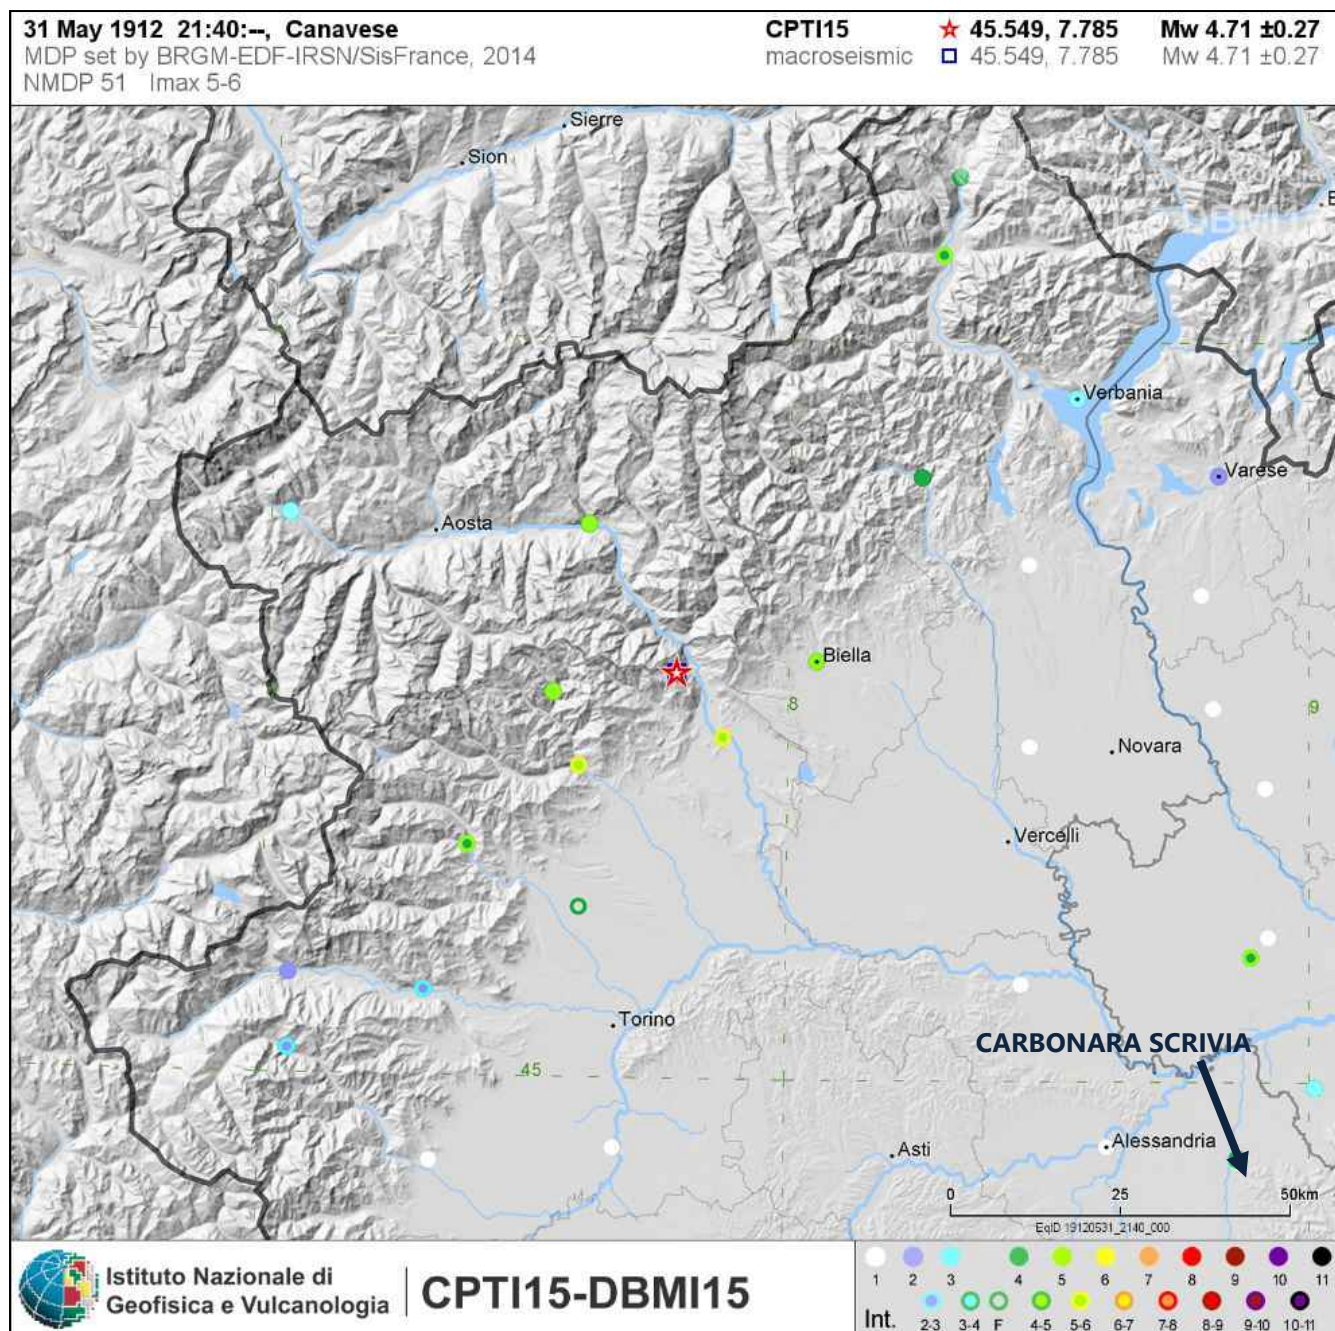 31 May 1912 21:40:--, Canavese CPTI15 45.549, 7.785 Mw 4.71 ±0.27
MDP set by BRGM-EDF-IRSN/SisFrance, 2014 macroseismic 45.549, 7.785 Mw 4.71 ±0.27
NMDP 51 Imax 5-6
Sierre
Sion
Verbania
Varese
Aosta
Biella
8
9
Novara
Vercelli
Torino
CARBONARA SCRIVIA
45
Alessandria
Asti
0 25 50km
EqID 19120531_2140_000
Istituto Nazionale di
Geofisica e Vulcanologia
CPTI15-DBMI15
1 2 3 4 5 6 7 8 9 10 11
Int. 2-3 3-4 F 4-5 5-6 6-7 7-8 8-9 9-10 10-11